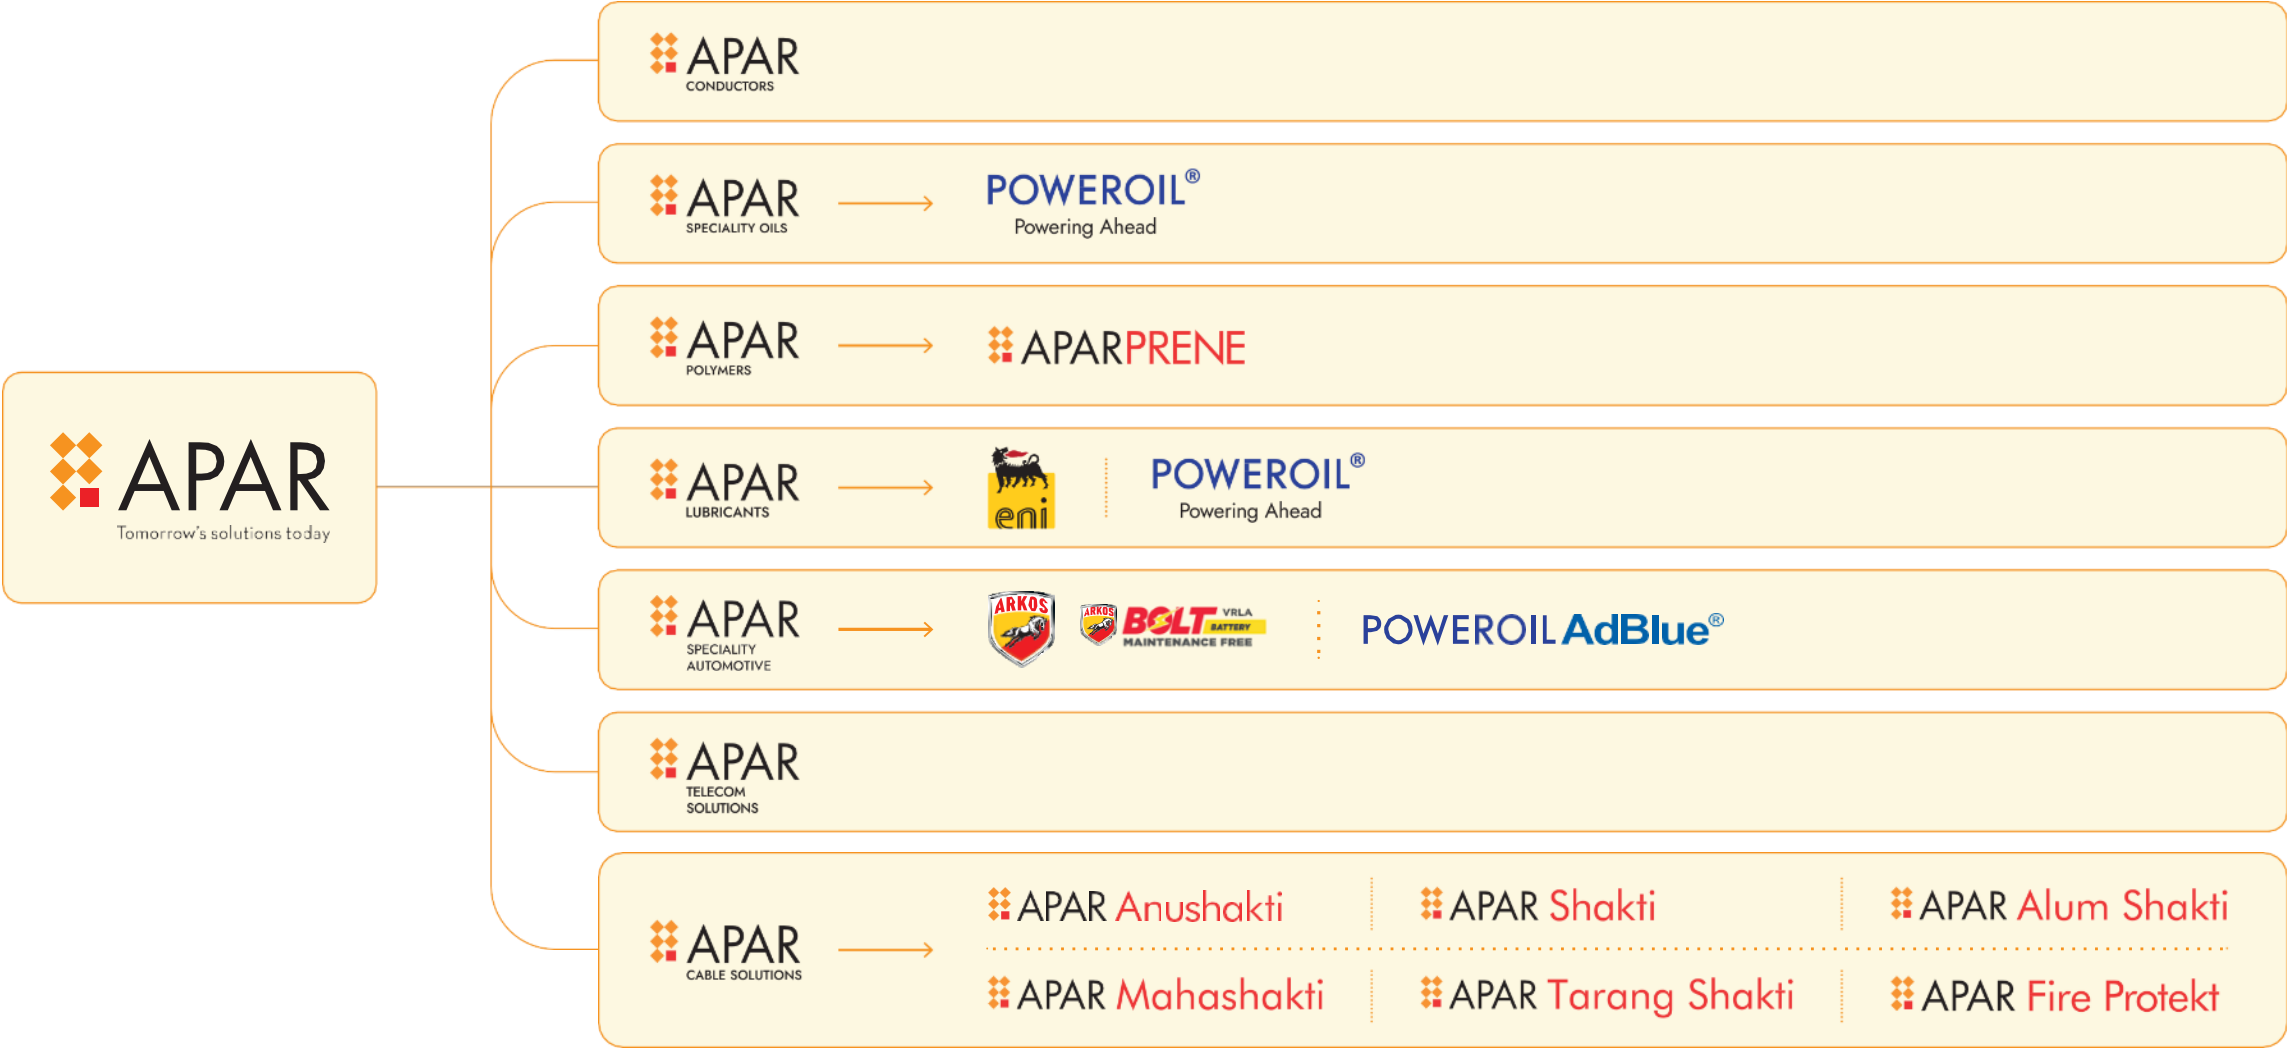 APAR
Tomorrow's solutions today
APAR
CONDUCTORS
APAR
SPECIALITY OILS
POWEROIL®
Powering Ahead
APAR
POLYMERS
APARPRENE
APAR
LUBRICANTS
eni
POWEROIL®
Powering Ahead
APAR
SPECIALITY
AUTOMOTIVE
ARKOS
ARKOS
BOLT VRLA
BATTERY
MAINTENANCE FREE
POWEROIL AdBlue®
APAR
TELECOM
SOLUTIONS
APAR
CABLE SOLUTIONS
APAR Anushakti
APAR Shakti
APAR Alum Shakti
APAR Mahashakti
APAR Tarang Shakti
APAR Fire Protekt